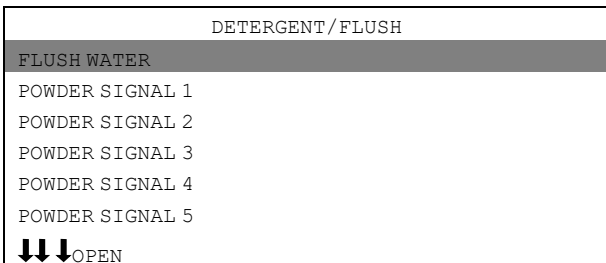 DETERGENT/FLUSH
FLUSH WATER
POWDER SIGNAL 1
POWDER SIGNAL 2
POWDER SIGNAL 3
POWDER SIGNAL 4
POWDER SIGNAL 5
⬇⬇⬇OPEN